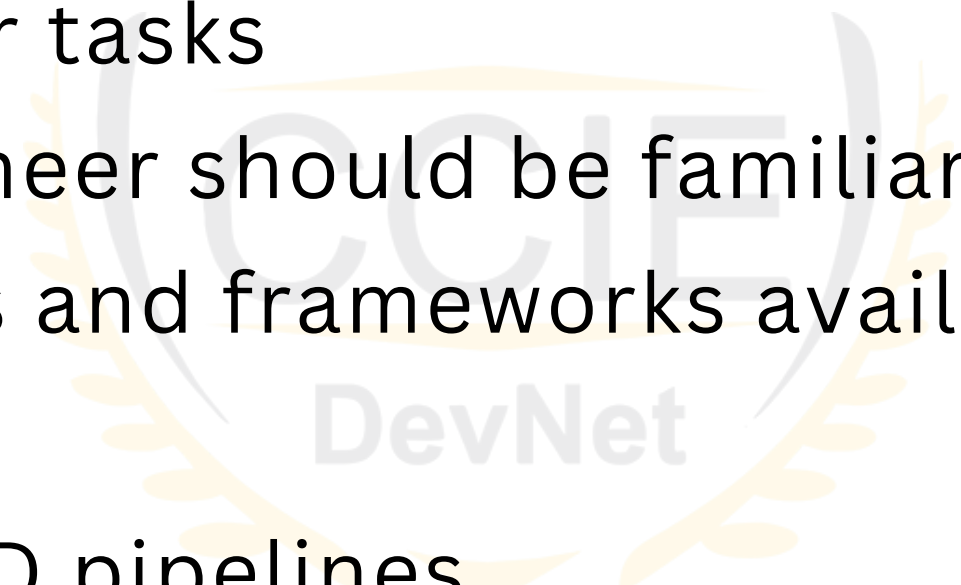 r tasks
neer should be familiar
s and frameworks avail
D pipelines
CCIE
DevNet